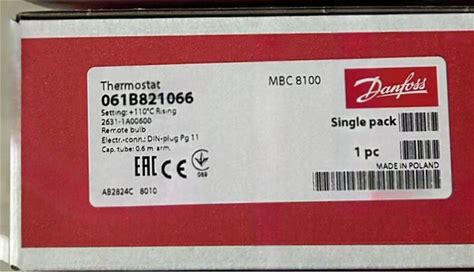 Thermostat
061B821066
Setting: +110°C Rising
2631-1A00600
Remote bulb
Electr.-conn.: DIN-plug Pg 11
Cap. tube: 0,6 m arm.
EAC CE
089
AB2824C 8010
MBC 8100
Danfoss
Single pack
1 pc
MADE IN POLAND